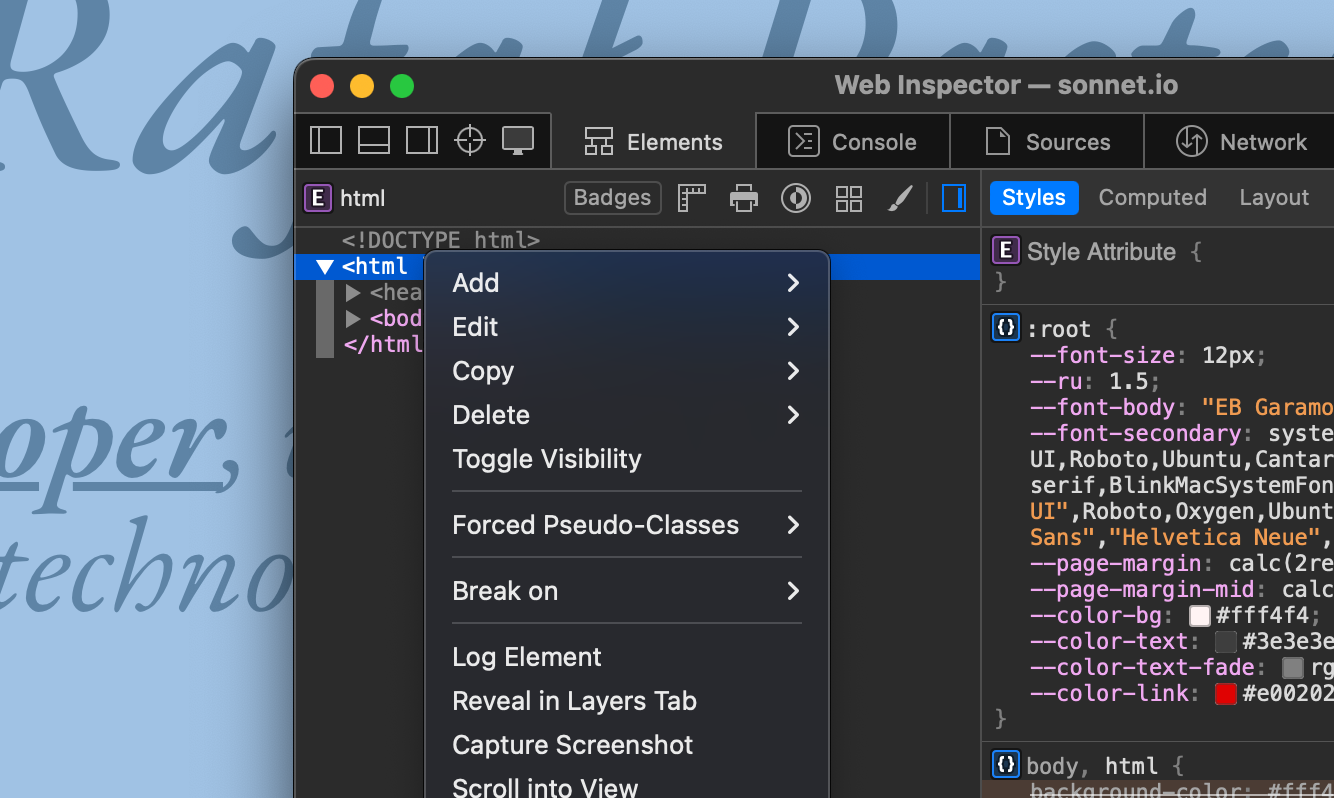 Web Inspector — sonnet.io
Elements
Console
Sources
Network
E html
Badges
Styles
Computed
Layout
<!DOCTYPE html>
<html
<hea
<bod
</html
Add
Edit
Copy
Delete
Toggle Visibility
Forced Pseudo-Classes
Break on
Log Element
Reveal in Layers Tab
Capture Screenshot
Scroll into View
E Style Attribute {
}
{} :root {
--font-size: 12px;
--ru: 1.5;
--font-body: "EB Garamo
--font-secondary: syste
UI,Roboto,Ubuntu,Cantar
serif,BlinkMacSystemFon
UI",Roboto,Oxygen,Ubunt
Sans","Helvetica Neue",
--page-margin: calc(2re
--page-margin-mid: calc
--color-bg: #fff4f4;
--color-text: #3e3e3e
--color-text-fade: rg
--color-link: #e00202
}
{} body, html {
background-color: #fff4
oper,
techno